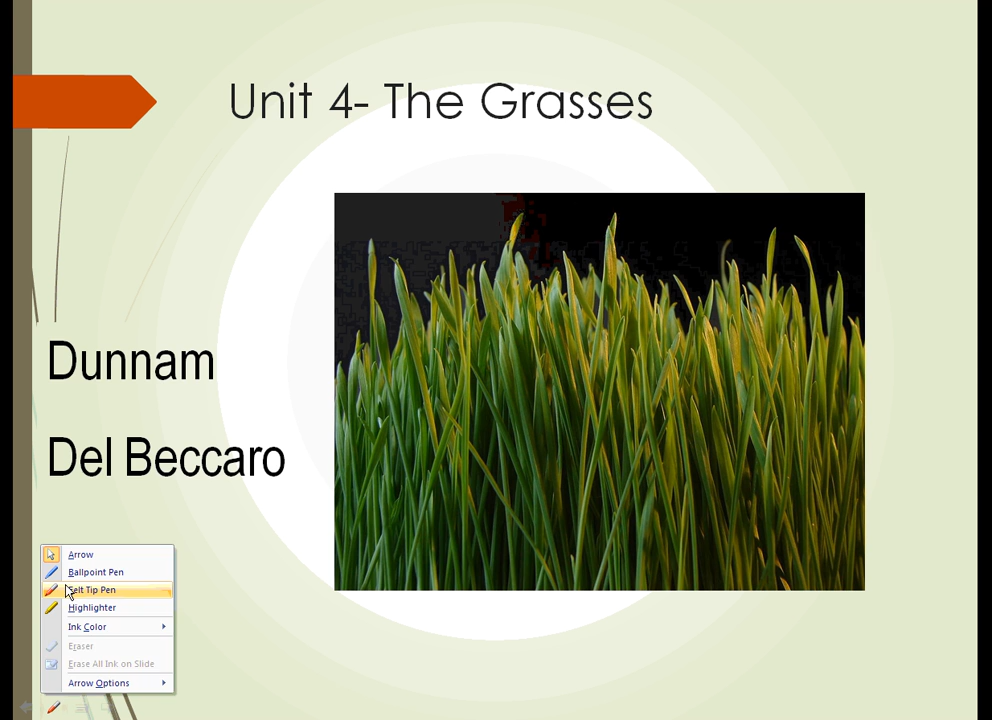 Unit 4- The Grasses
Dunnam
Del Beccaro
Arrow
Ballpoint Pen
Felt Tip Pen
Highlighter
Ink Color
Eraser
Erase All Ink on Slide
Arrow Options